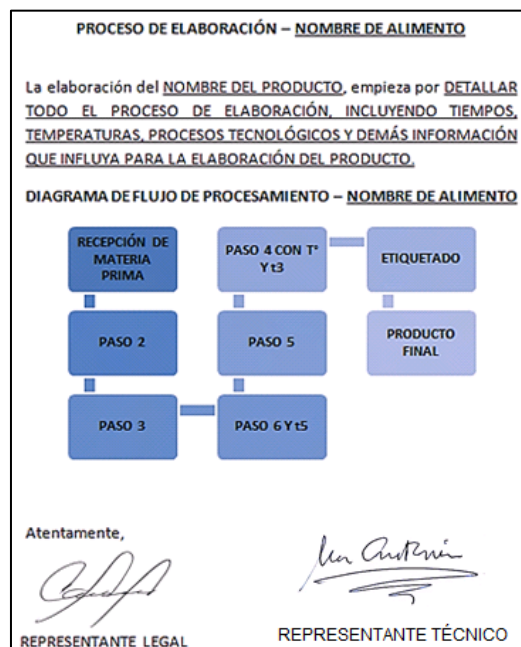 PROCESO DE ELABORACIÓN – NOMBRE DE ALIMENTO
La elaboración del NOMBRE DEL PRODUCTO, empieza por DETALLAR
TODO EL PROCESO DE ELABORACIÓN, INCLUYENDO TIEMPOS,
TEMPERATURAS, PROCESOS TECNOLÓGICOS Y DEMÁS INFORMACIÓN
QUE INFLUYA PARA LA ELABORACIÓN DEL PRODUCTO.
DIAGRAMA DE FLUJO DE PROCESAMIENTO – NOMBRE DE ALIMENTO
RECEPCIÓN DE
MATERIA
PRIMA
PASO 2
PASO 3
PASO 4 CON T°
Y t3
PASO 5
PASO 6 Y t5
ETIQUETADO
PRODUCTO
FINAL
Atentamente,
REPRESENTANTE LEGAL
REPRESENTANTE TÉCNICO